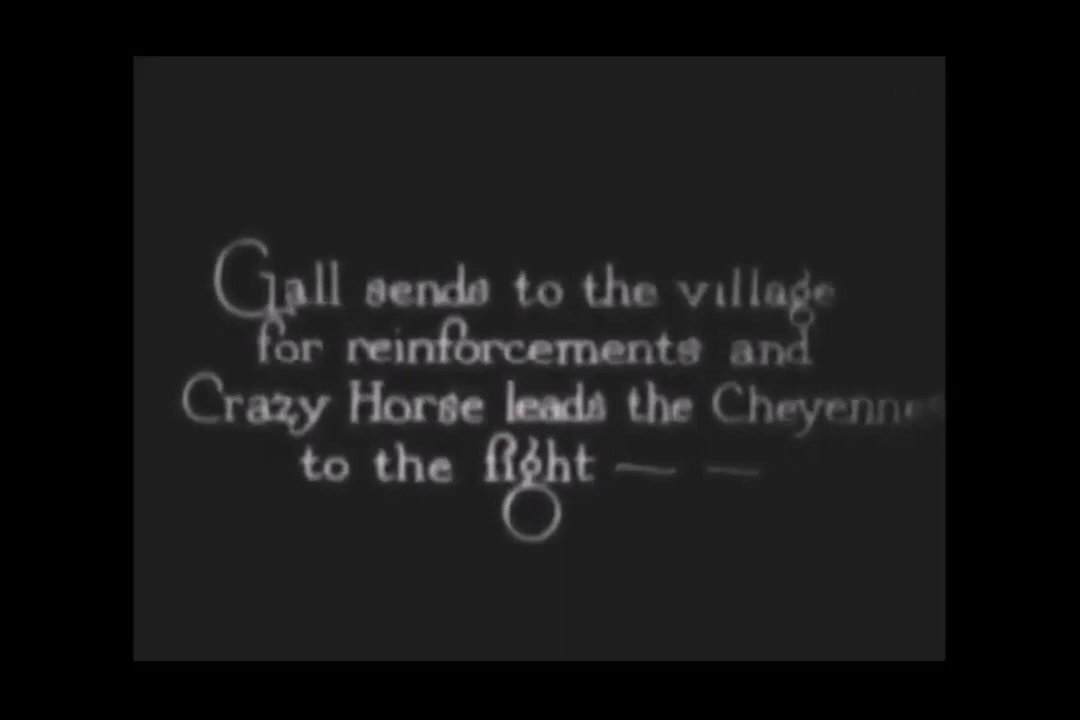 Gall sends to the village
for reinforcements and
Crazy Horse leads the Cheyennes
to the fight — —